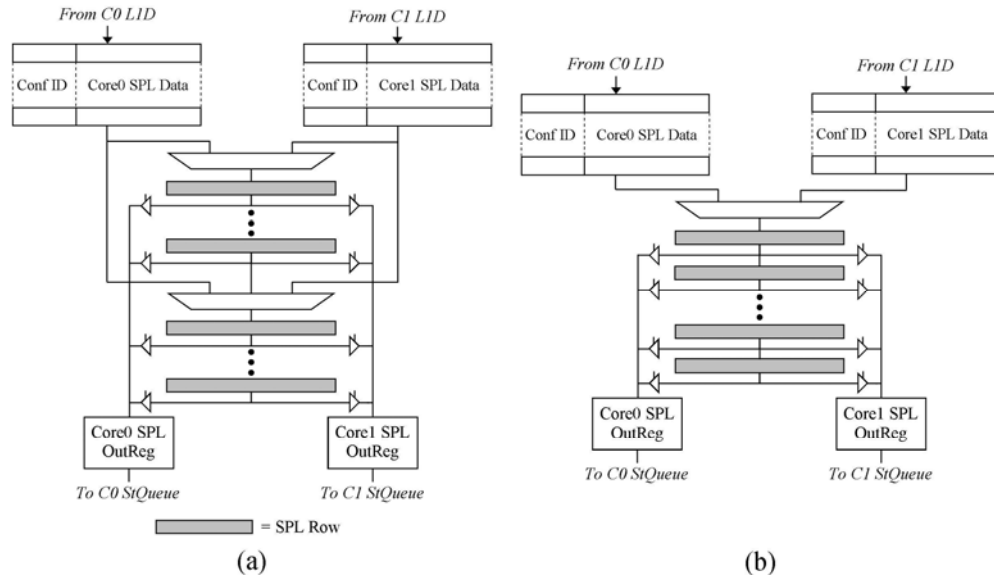 From C0 L1D
From C1 L1D
Conf ID
Core0 SPL Data
Conf ID
Core1 SPL Data
Core0 SPL
OutReg
Core1 SPL
OutReg
To C0 StQueue
To C1 StQueue
= SPL Row
(a)
From C0 L1D
From C1 L1D
Conf ID
Core0 SPL Data
Conf ID
Core1 SPL Data
Core0 SPL
OutReg
Core1 SPL
OutReg
To C0 StQueue
To C1 StQueue
(b)